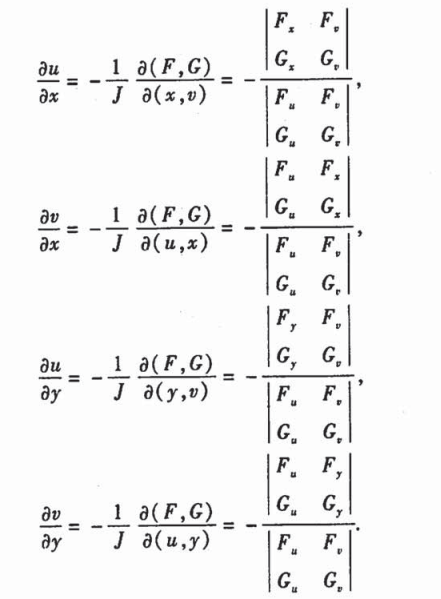 $\frac{\partial u}{\partial x} = -\frac{1}{J}\frac{\partial(F,G)}{\partial(x,v)} = -\frac{\begin{vmatrix} F_x & F_v \\ G_x & G_v \end{vmatrix}}{\begin{vmatrix} F_u & F_v \\ G_u & G_v \end{vmatrix}},$
$\frac{\partial v}{\partial x} = -\frac{1}{J}\frac{\partial(F,G)}{\partial(u,x)} = -\frac{\begin{vmatrix} F_u & F_x \\ G_u & G_x \end{vmatrix}}{\begin{vmatrix} F_u & F_v \\ G_u & G_v \end{vmatrix}},$
$\frac{\partial u}{\partial y} = -\frac{1}{J}\frac{\partial(F,G)}{\partial(y,v)} = -\frac{\begin{vmatrix} F_y & F_v \\ G_y & G_v \end{vmatrix}}{\begin{vmatrix} F_u & F_v \\ G_u & G_v \end{vmatrix}},$
$\frac{\partial v}{\partial y} = -\frac{1}{J}\frac{\partial(F,G)}{\partial(u,y)} = -\frac{\begin{vmatrix} F_u & F_y \\ G_u & G_y \end{vmatrix}}{\begin{vmatrix} F_u & F_v \\ G_u & G_v \end{vmatrix}}.$